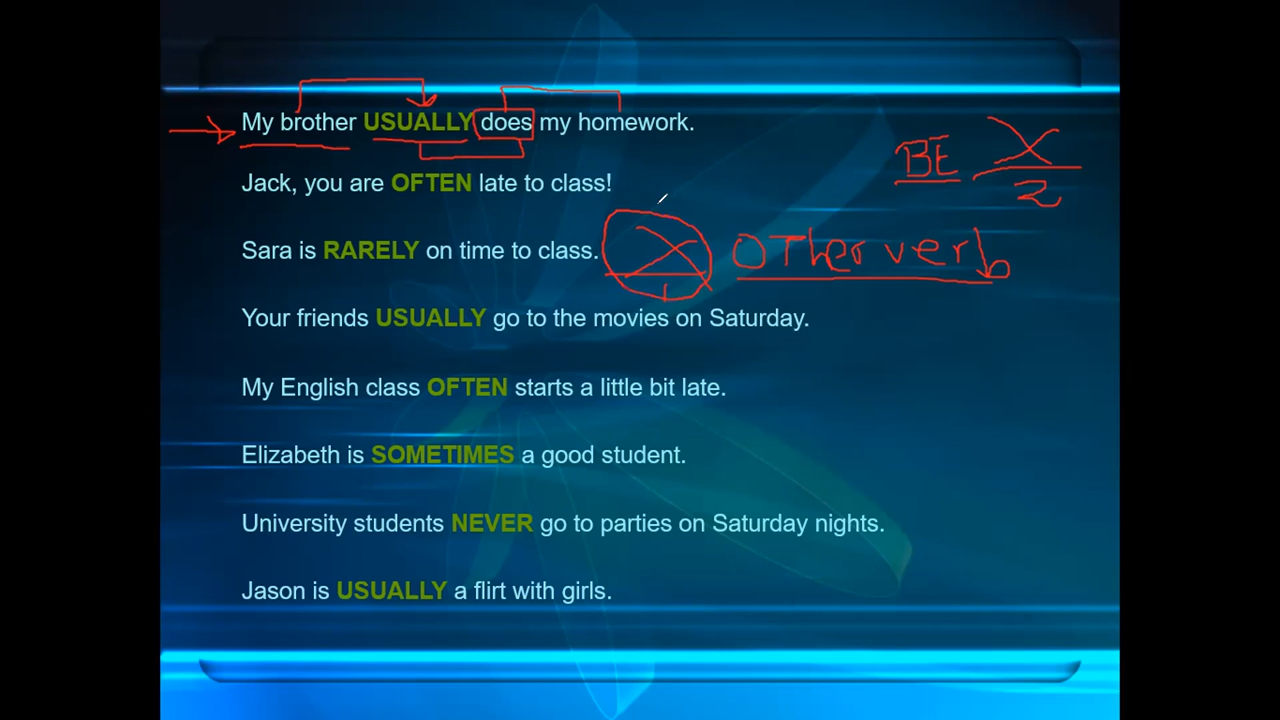 My brother USUALLY does my homework.
BE X
2
Jack, you are OFTEN late to class!
Sara is RARELY on time to class.
X
1
OTher verb
Your friends USUALLY go to the movies on Saturday.
My English class OFTEN starts a little bit late.
Elizabeth is SOMETIMES a good student.
University students NEVER go to parties on Saturday nights.
Jason is USUALLY a flirt with girls.